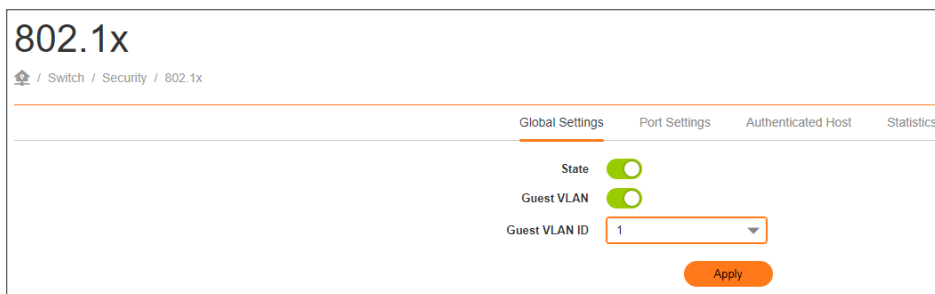 802.1x
/ Switch / Security / 802.1x
Global Settings Port Settings Authenticated Host Statistics
State
Guest VLAN
Guest VLAN ID 1
Apply